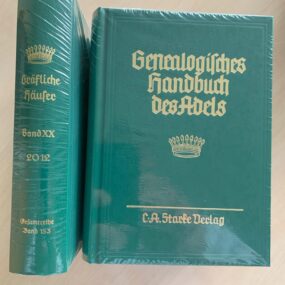 Gräfliche
Häuser
Band XX
2012
Gesamtreihe
Band 153
Genealogisches
Handbuch
des Adels
C.A. Starke Verlag